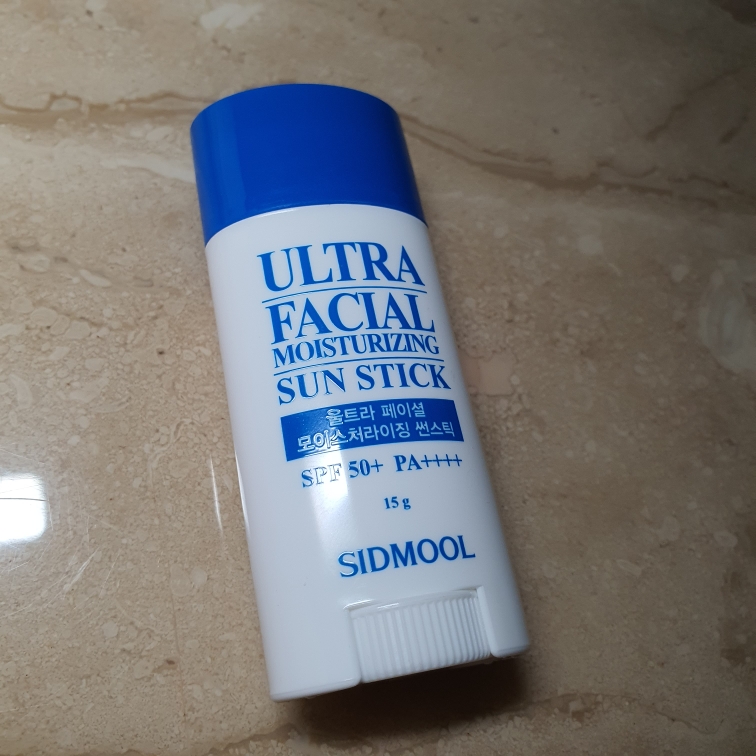 ULTRA
FACIAL
MOISTURIZING
SUN STICK
울트라 페이셜
모이스처라이징 썬스틱
SPF 50+ PA++++
15 g
SIDMOOL